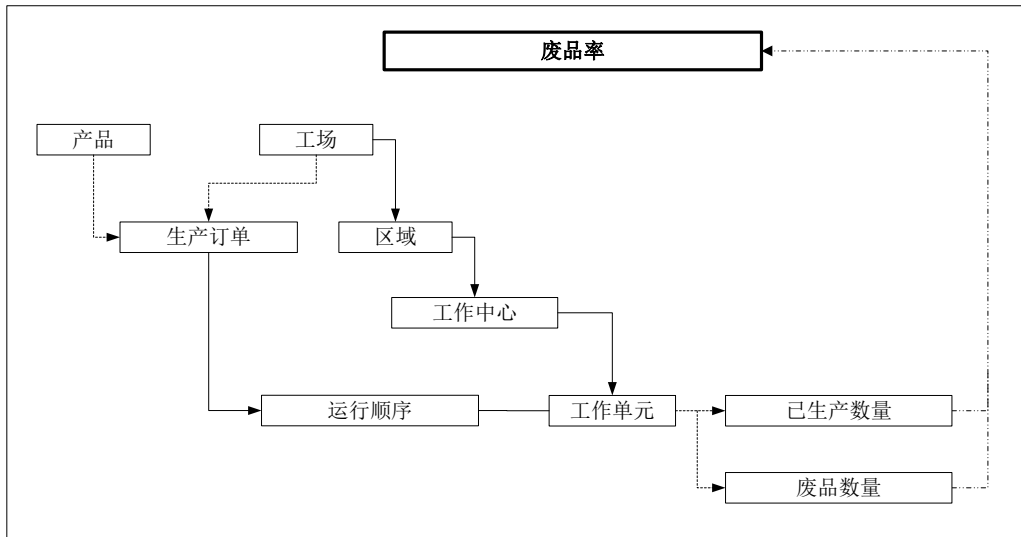 废品率
产品
工场
生产订单
区域
工作中心
运行顺序
工作单元
已生产数量
废品数量